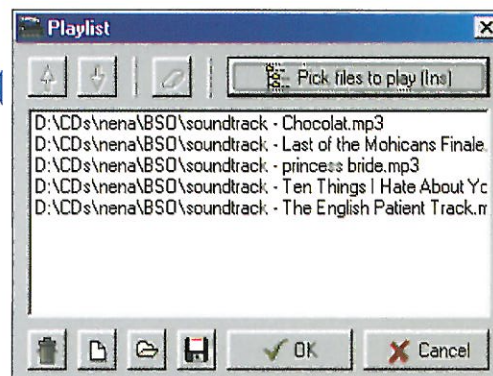 Playlist
Pick files to play (Ins)
D:\CDs\nena\BSO\soundtrack - Chocolat.mp3
D:\CDs\nena\BSO\soundtrack - Last of the Mohicans Finale.
D:\CDs\nena\BSO\soundtrack - princess bride.mp3
D:\CDs\nena\BSO\soundtrack - Ten Things I Hate About Yo
D:\CDs\nena\BSO\soundtrack - The English Patient Track.m
OK
Cancel